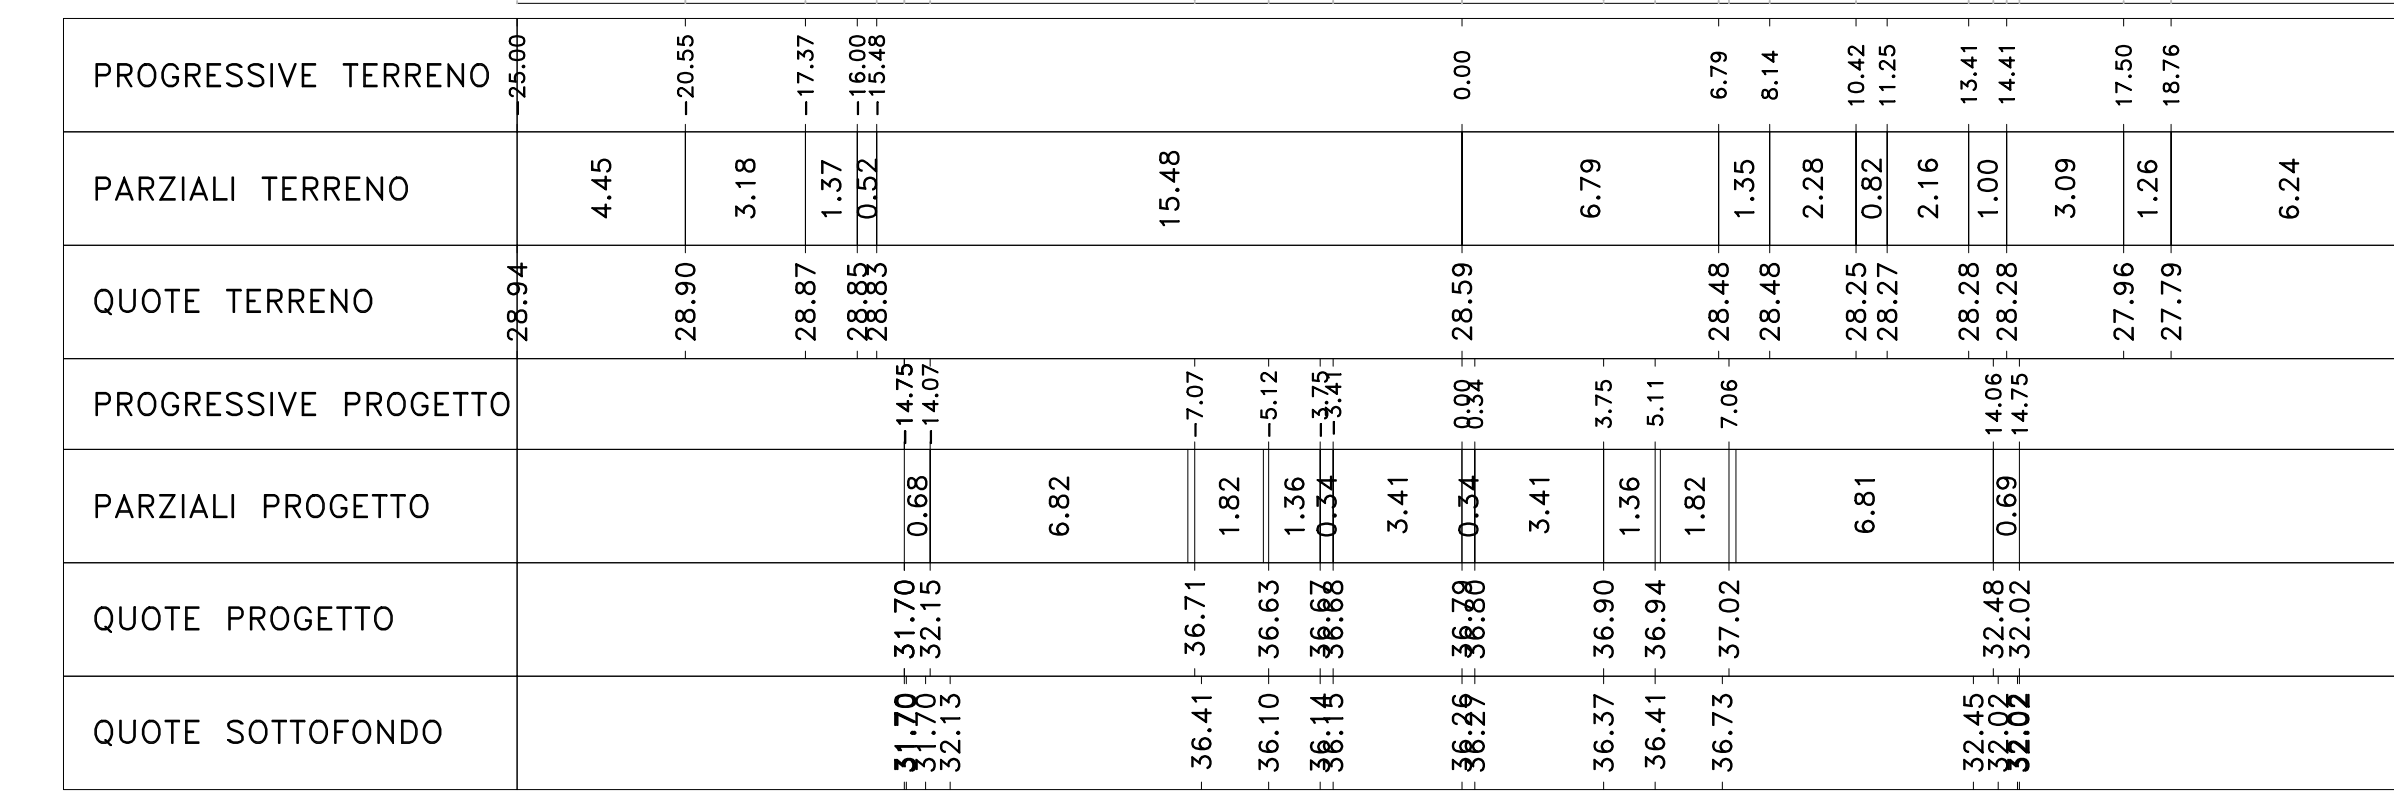 PROGRESSIVE TERRENO -25.00 -20.55 -17.37 -16.00 -15.48 0.00 6.79 8.14 10.42 11.25 13.41 14.41 17.50 18.76
PARZIALI TERRENO 4.45 3.18 1.37 0.52 15.48 6.79 1.35 2.28 0.82 2.16 1.00 3.09 1.26 6.24
QUOTE TERRENO 28.94 28.90 28.87 28.85 28.83 28.59 28.48 28.48 28.25 28.27 28.28 28.28 27.96 27.79
PROGRESSIVE PROGETTO -14.75 -14.07 -7.07 -5.12 -3.75 -3.41 0.00 0.34 3.75 5.11 7.06 14.06 14.75
PARZIALI PROGETTO 0.68 6.82 1.82 1.36 0.34 3.41 0.34 3.41 1.36 1.82 6.81 0.69
QUOTE PROGETTO 31.70 32.15 36.71 36.63 36.67 36.68 36.79 36.80 36.90 36.94 37.02 32.48 32.02
QUOTE SOTTOFONDO 31.70 31.70 32.13 36.41 36.10 36.14 36.15 36.26 36.27 36.37 36.41 36.73 32.45 32.02 32.02